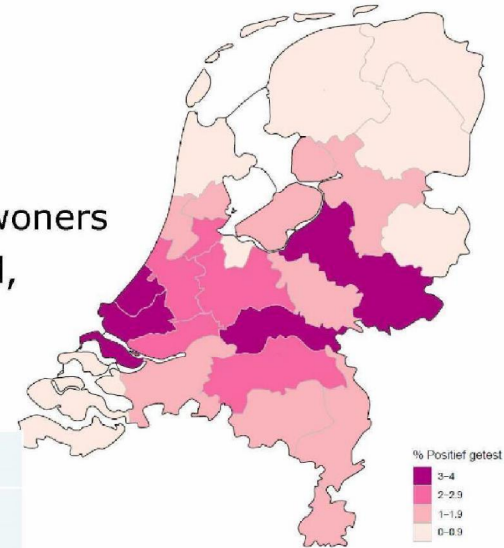 woners
,
% Positief getest
3-4
2-2.9
1-1.9
0-0.9